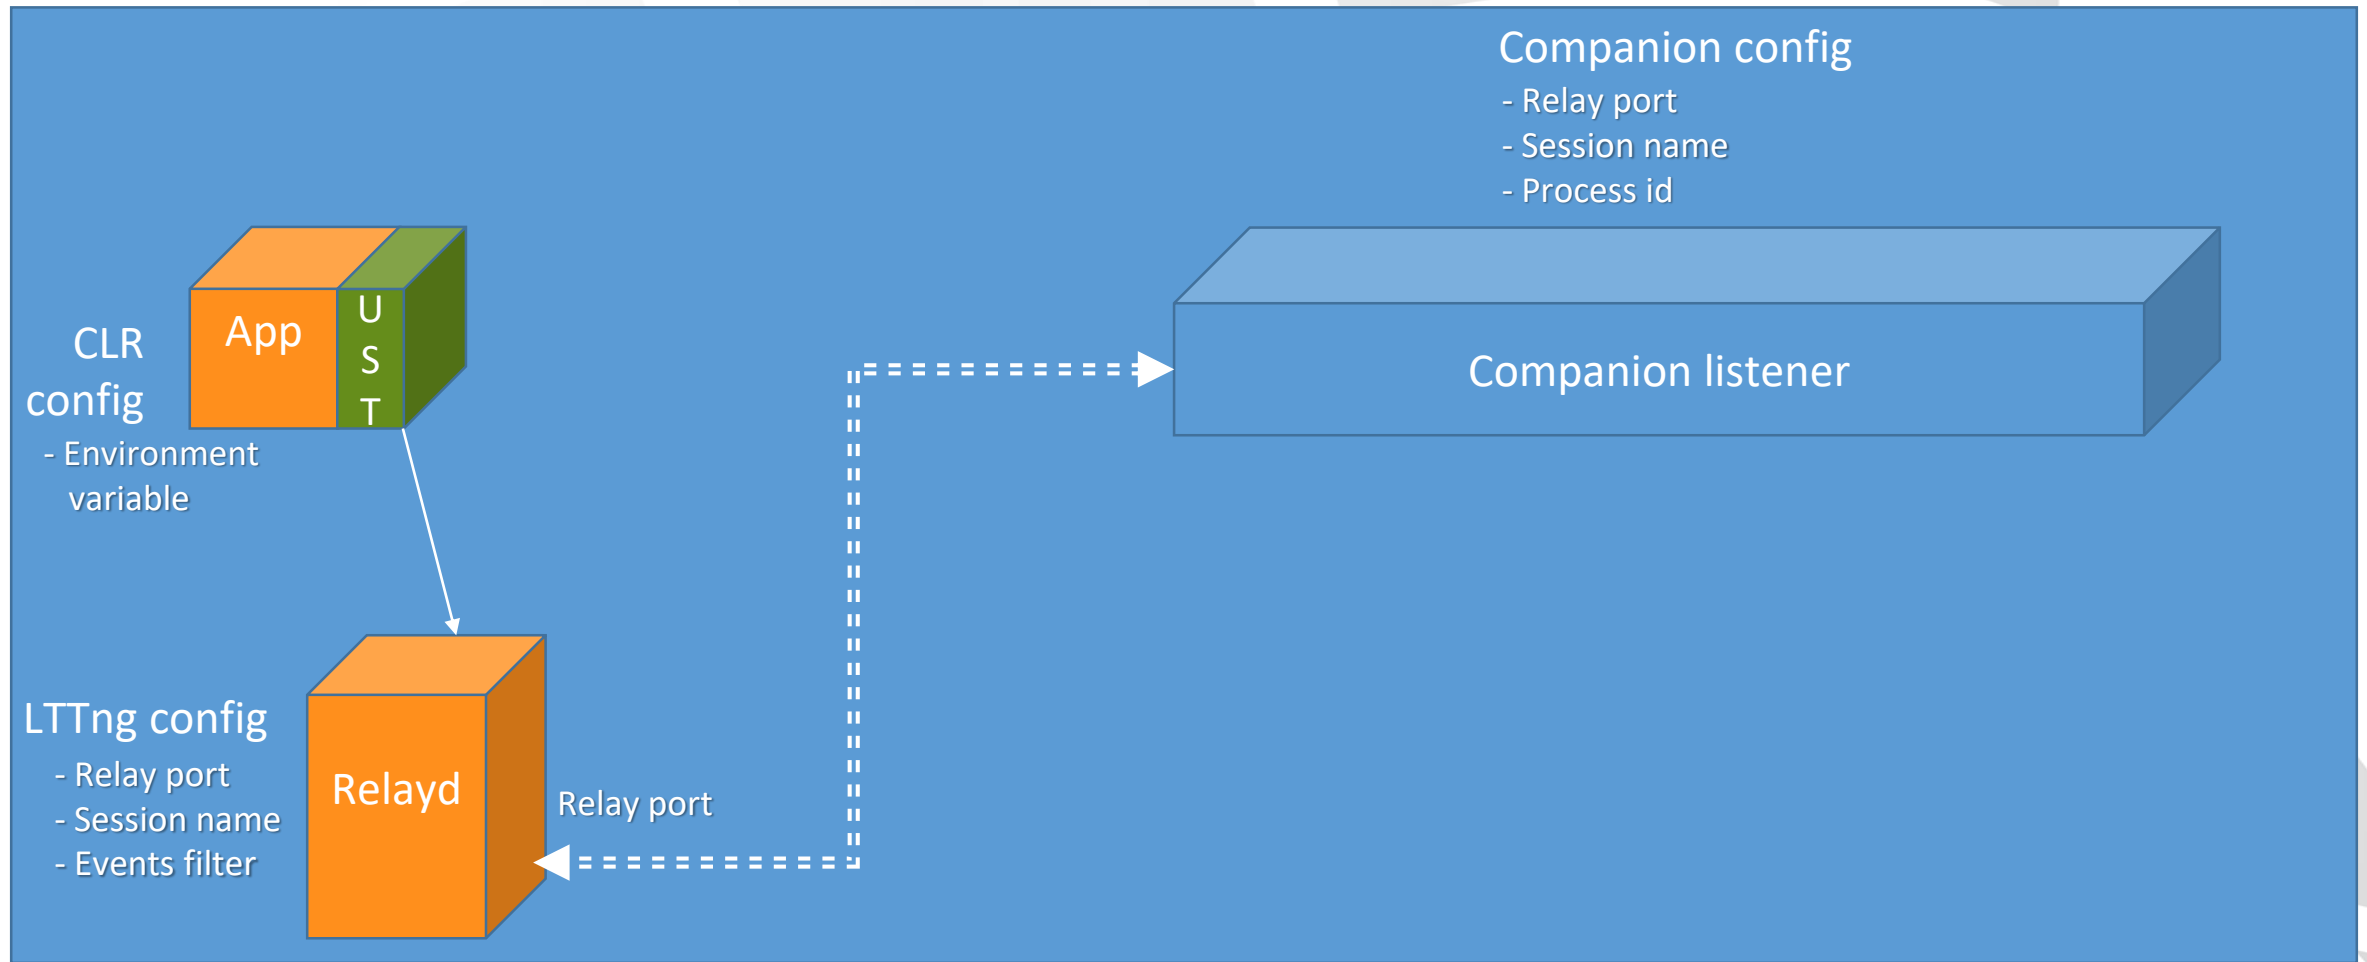 Companion config
- Relay port
- Session name
- Process id
App
U
S
T
CLR
config
- Environment
variable
Companion listener
LTTng config
- Relay port
- Session name
- Events filter
Relayd
Relay port